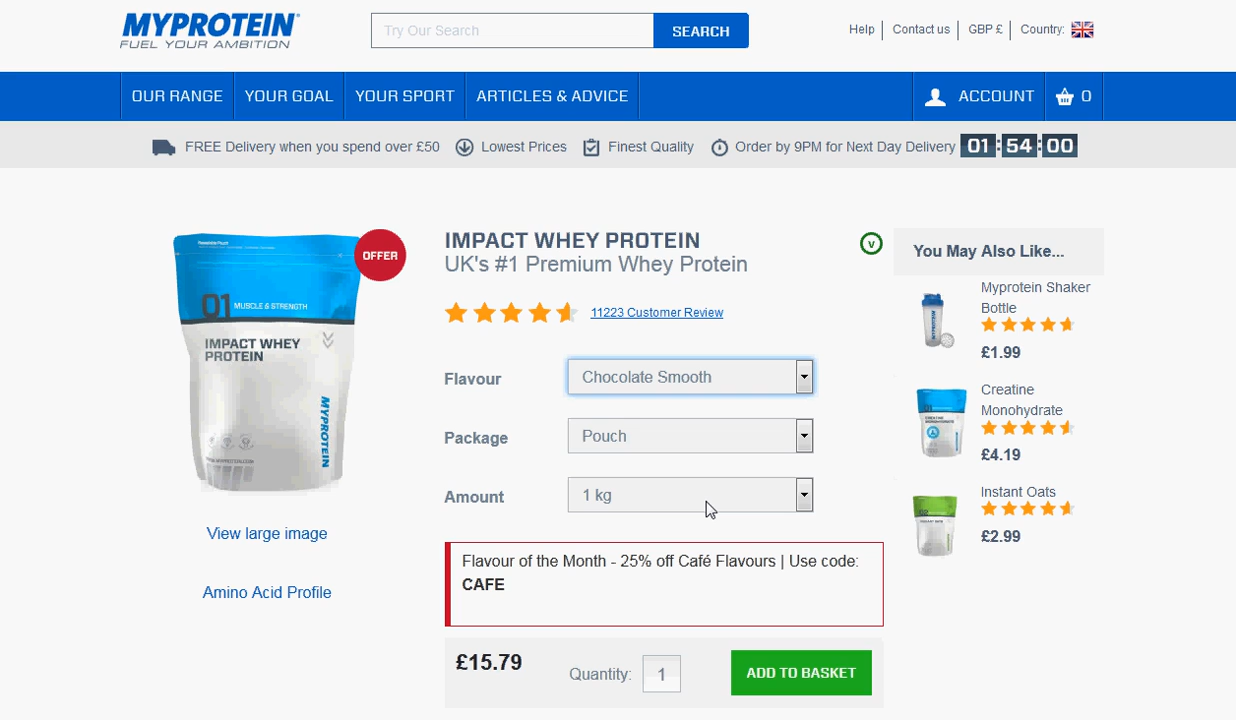 MYPROTEIN
FUEL YOUR AMBITION
Try Our Search
SEARCH
Help
Contact us
GBP £
Country:
OUR RANGE
YOUR GOAL
YOUR SPORT
ARTICLES & ADVICE
ACCOUNT
0
FREE Delivery when you spend over £50
Lowest Prices
Finest Quality
Order by 9PM for Next Day Delivery
01:54:00
OFFER
01 MUSCLE & STRENGTH
IMPACT WHEY
PROTEIN
MYPROTEIN
View large image
Amino Acid Profile
IMPACT WHEY PROTEIN
V
UK's #1 Premium Whey Protein
11223 Customer Review
Flavour
Chocolate Smooth
Package
Pouch
Amount
1 kg
Flavour of the Month - 25% off Café Flavours | Use code:
CAFE
£15.79
Quantity:
1
ADD TO BASKET
You May Also Like...
Myprotein Shaker
Bottle
£1.99
Creatine
Monohydrate
£4.19
Instant Oats
£2.99